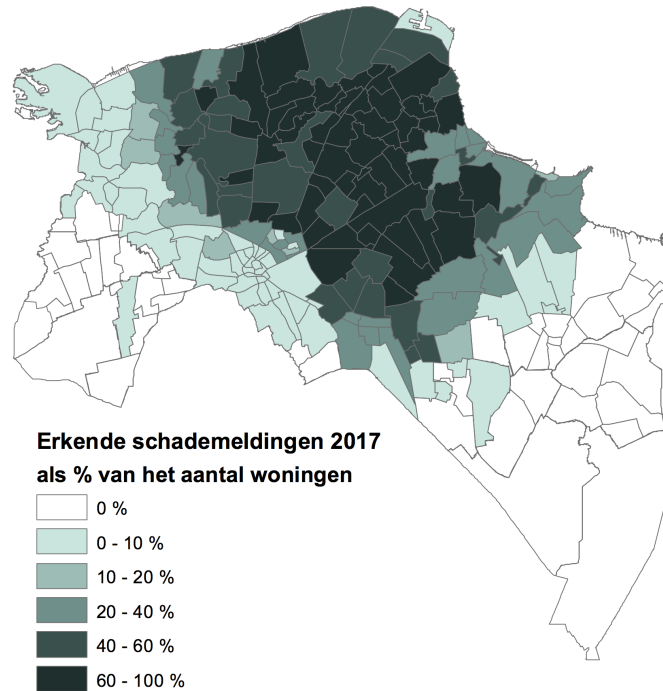 Erkende schademeldingen 2017
als % van het aantal woningen
0 %
0 - 10 %
10 - 20 %
20 - 40 %
40 - 60 %
60 - 100 %